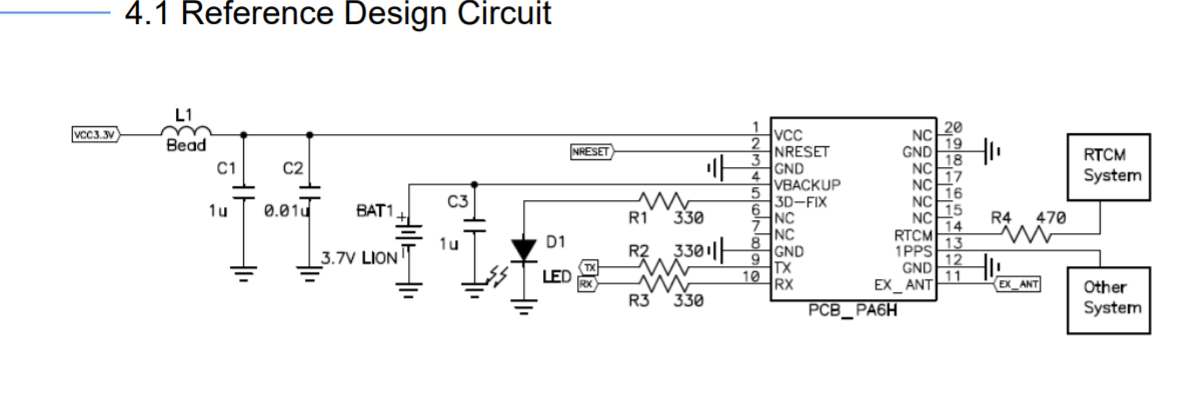 4.1 Reference Design Circuit
VCC3.3V
L1
Bead
C1
1u
C2
0.01u
BAT1
+
3.7V LION
C3
1u
D1
LED
NRESET
R1 330
R2 330
TX
RX
R3 330
1 VCC
2 NRESET
3 GND
4 VBACKUP
5 3D-FIX
6 NC
7 NC
8 GND
9 TX
10 RX
NC 20
GND 19
NC 18
NC 17
NC 16
NC 15
RTCM 14
1PPS 13
GND 12
EX_ANT 11
PCB_PA6H
R4 470
EX_ANT
RTCM
System
Other
System